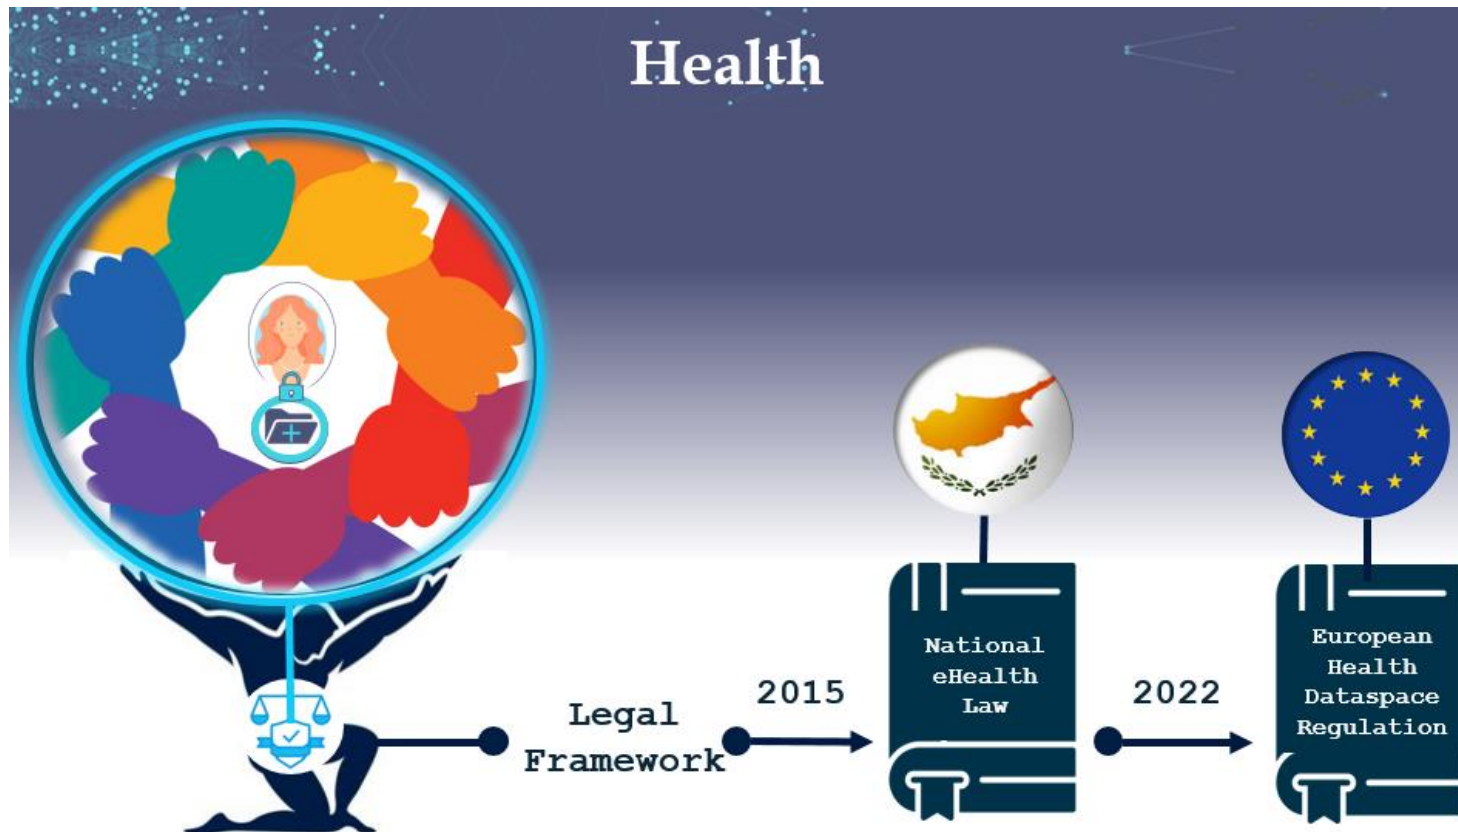 Health
Legal
Framework
2015
National
eHealth
Law
2022
European
Health
Dataspace
Regulation